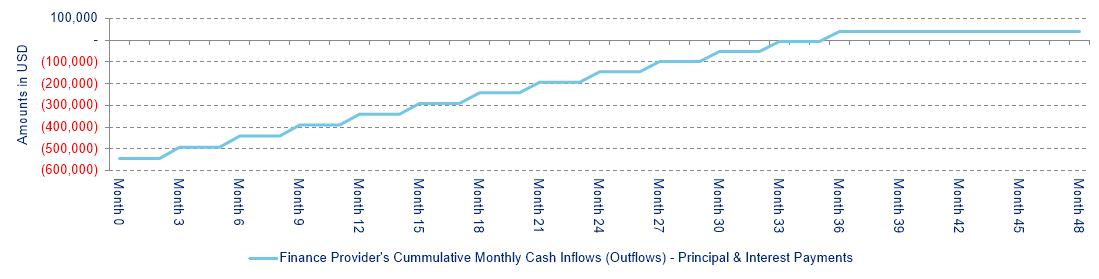 100,000
-
(100,000)
(200,000)
(300,000)
(400,000)
(500,000)
(600,000)
Amounts in USD
Month 0
Month 3
Month 6
Month 9
Month 12
Month 15
Month 18
Month 21
Month 24
Month 27
Month 30
Month 33
Month 36
Month 39
Month 42
Month 45
Month 48
Finance Provider's Cummulative Monthly Cash Inflows (Outflows) - Principal & Interest Payments